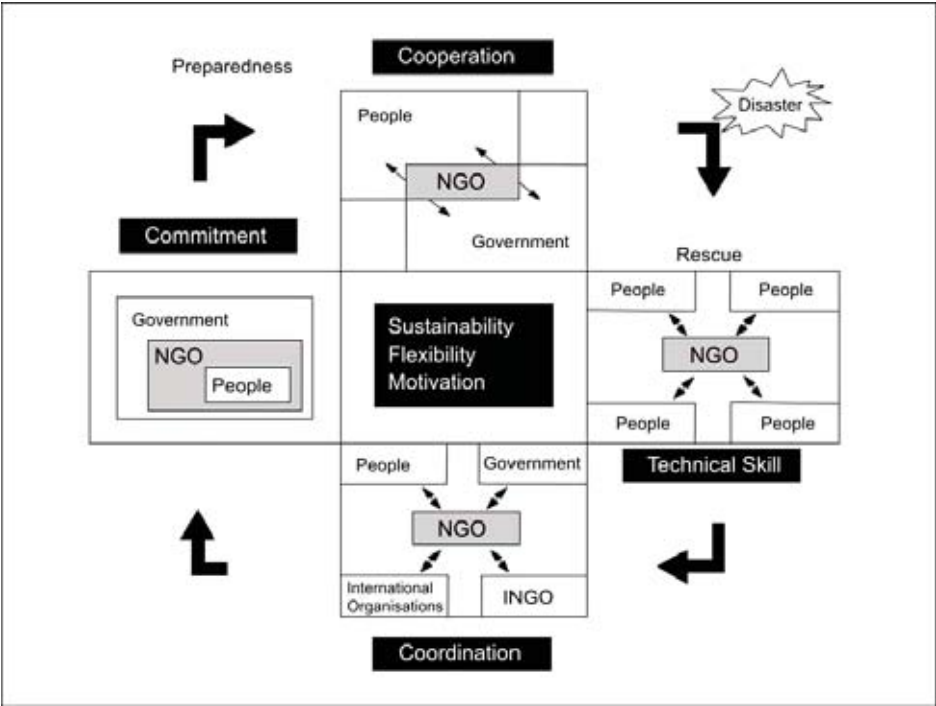 Preparedness
Cooperation
Disaster
People
NGO
Government
Commitment
Rescue
Government
NGO
People
Sustainability
Flexibility
Motivation
People
People
NGO
People
People
Technical Skill
People
Government
NGO
International
Organisations
INGO
Coordination